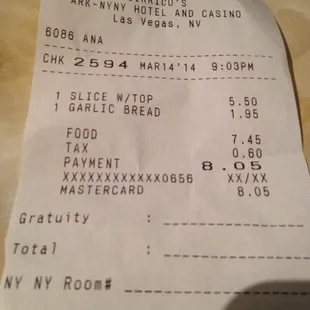 ARK-NYNY HOTEL AND CASINO
Las Vegas, NV
6086 ANA
CHK 2594 MAR14'14 9:03PM
1 SLICE W/TOP 5.50
1 GARLIC BREAD 1.95
FOOD 7.45
TAX 0.60
PAYMENT 8.05
XXXXXXXXXXXX0656 XX/XX
MASTERCARD 8.05
Gratuity :
Total :
NY NY Room#